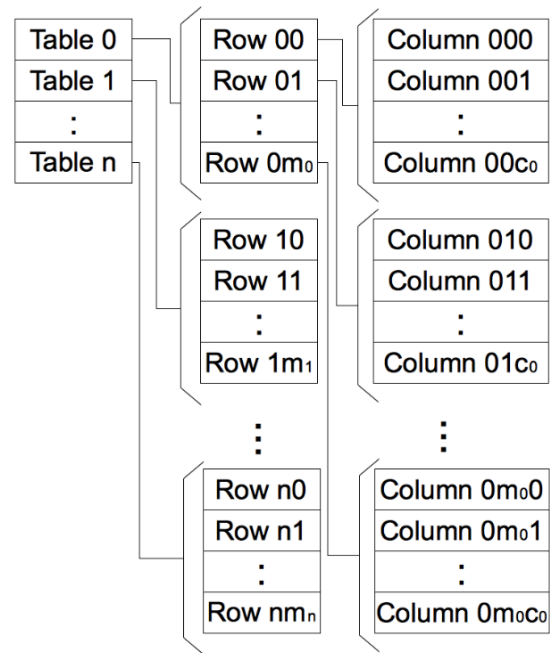 Table 0
Table 1
:
Table n
Row 00
Row 01
:
Row 0m₀
Row 10
Row 11
:
Row 1m₁
⋮
Row n0
Row n1
:
Row nmₙ
Column 000
Column 001
:
Column 00c₀
Column 010
Column 011
:
Column 01c₀
⋮
Column 0m₀0
Column 0m₀1
:
Column 0m₀c₀